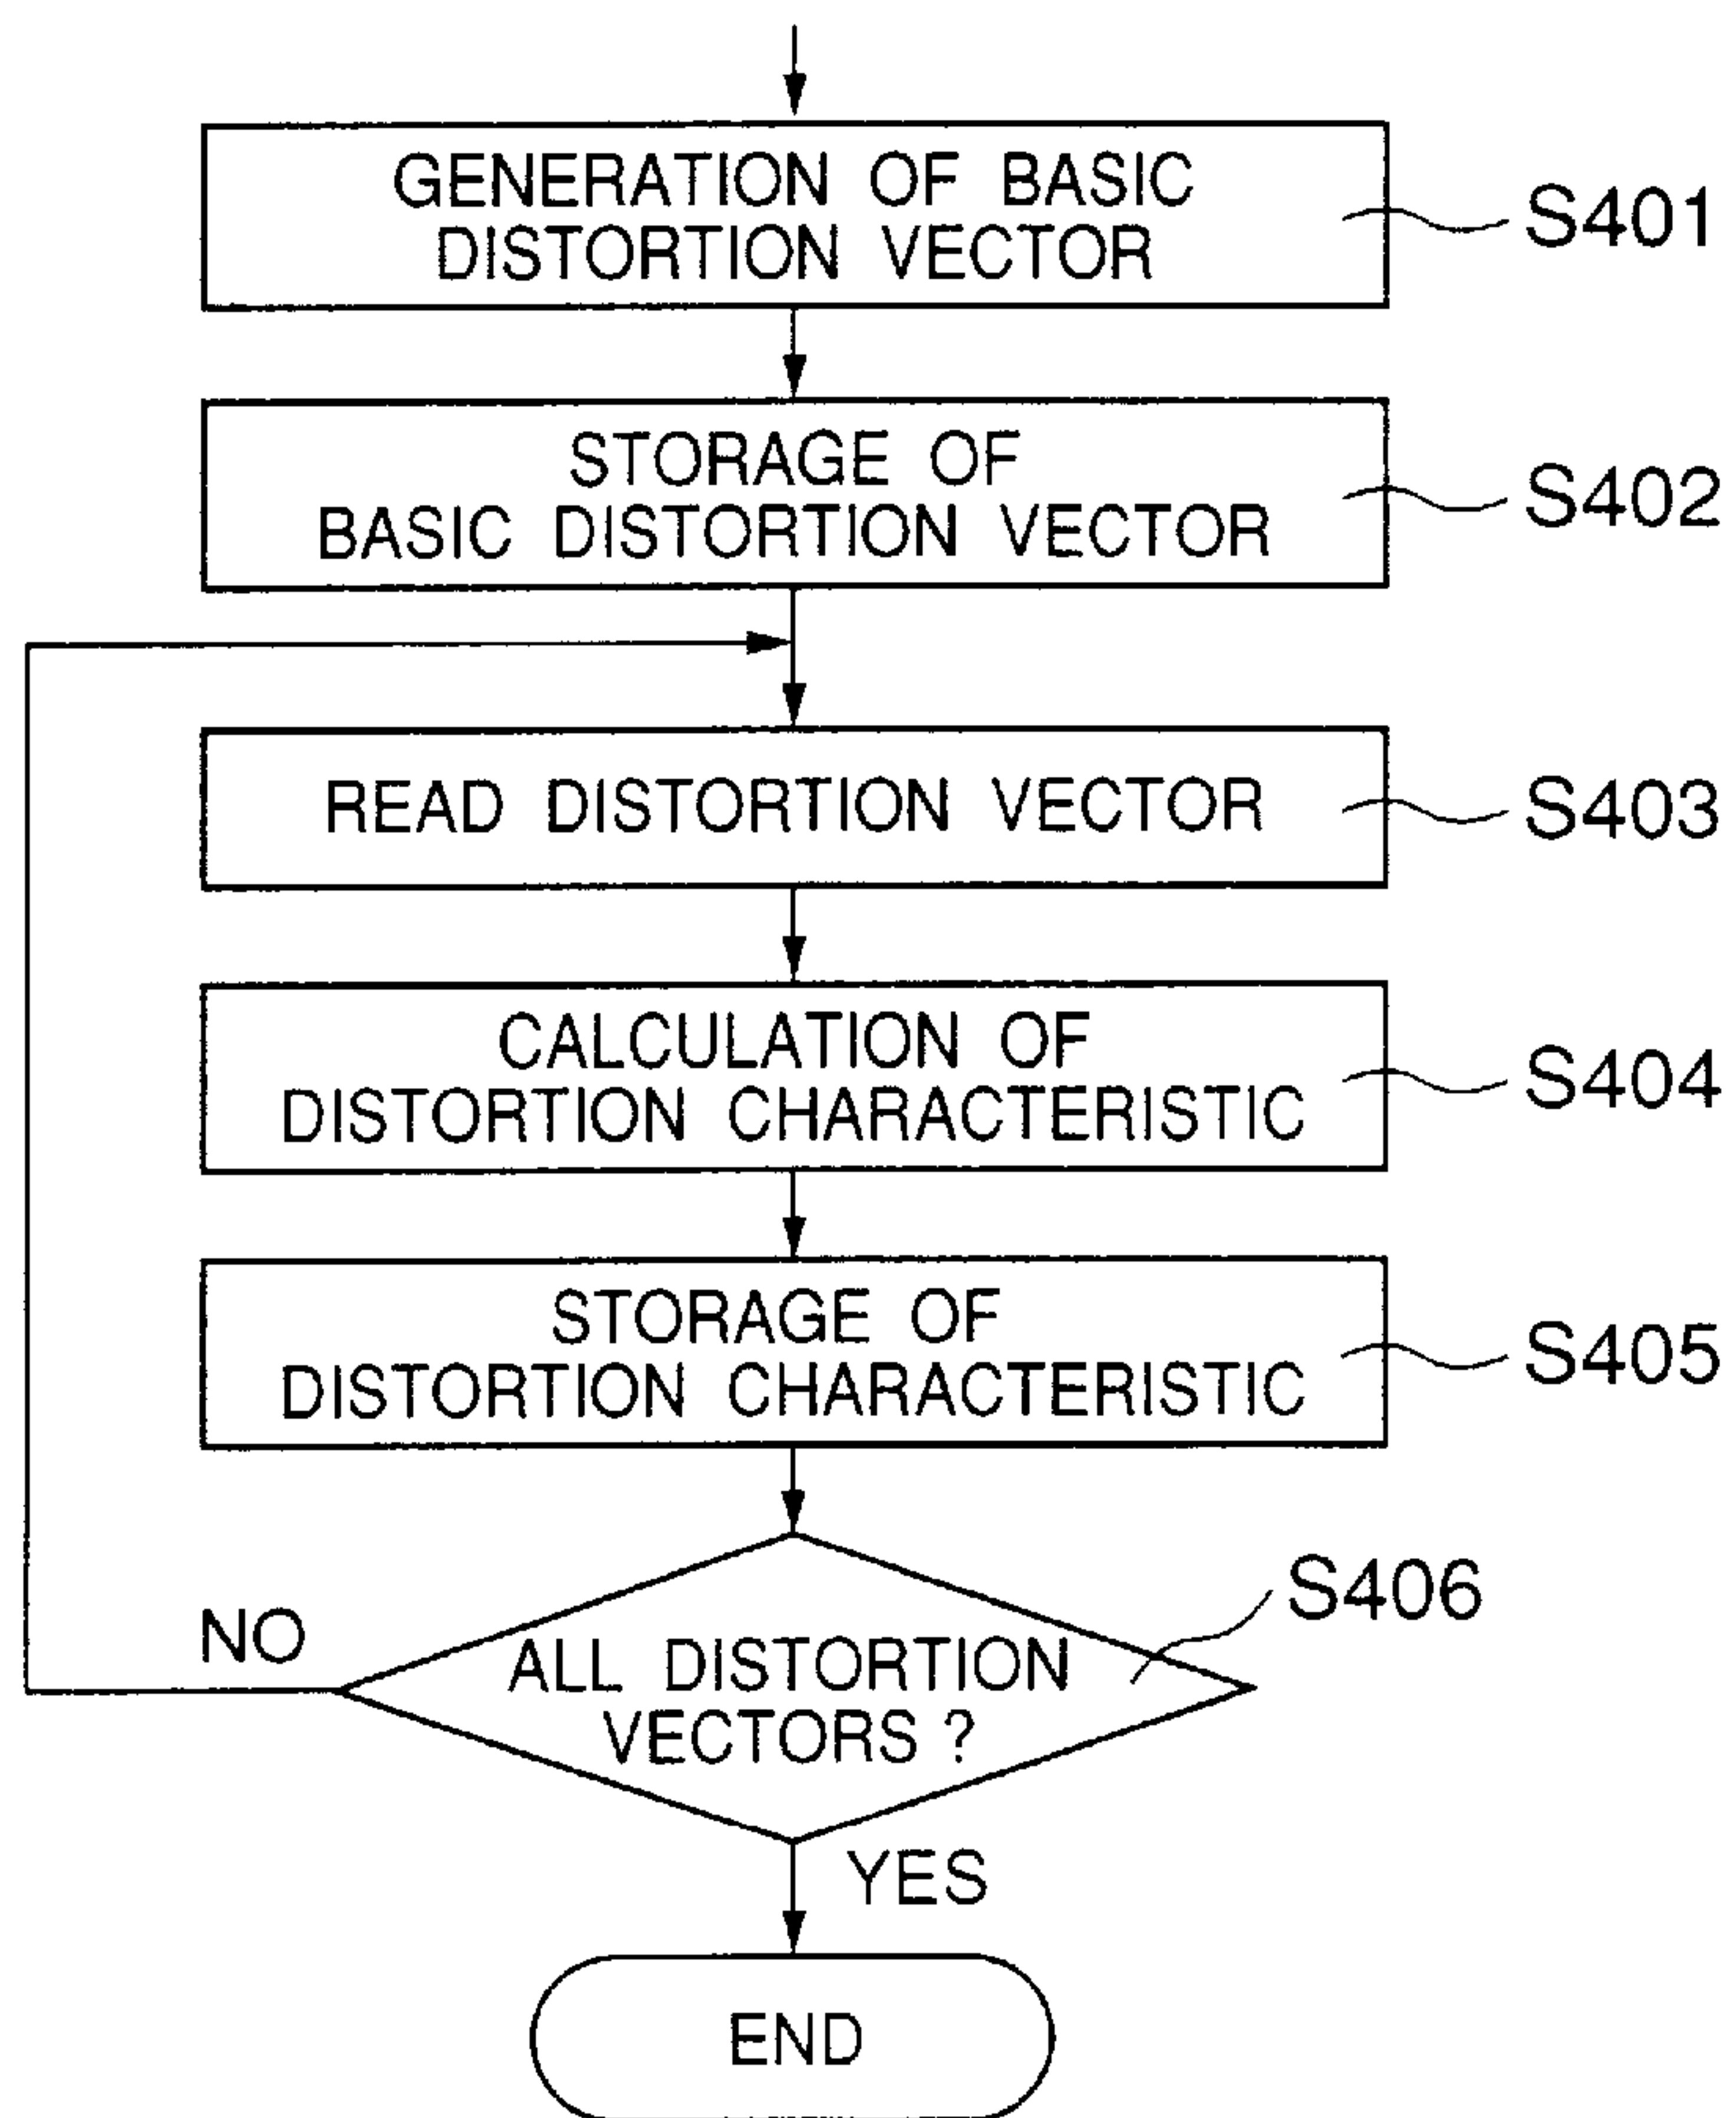 GENERATION OF BASIC
DISTORTION VECTOR
S401
STORAGE OF
BASIC DISTORTION VECTOR
S402
READ DISTORTION VECTOR
S403
CALCULATION OF
DISTORTION CHARACTERISTIC
S404
STORAGE OF
DISTORTION CHARACTERISTIC
S405
S406
NO
ALL DISTORTION
VECTORS ?
YES
END